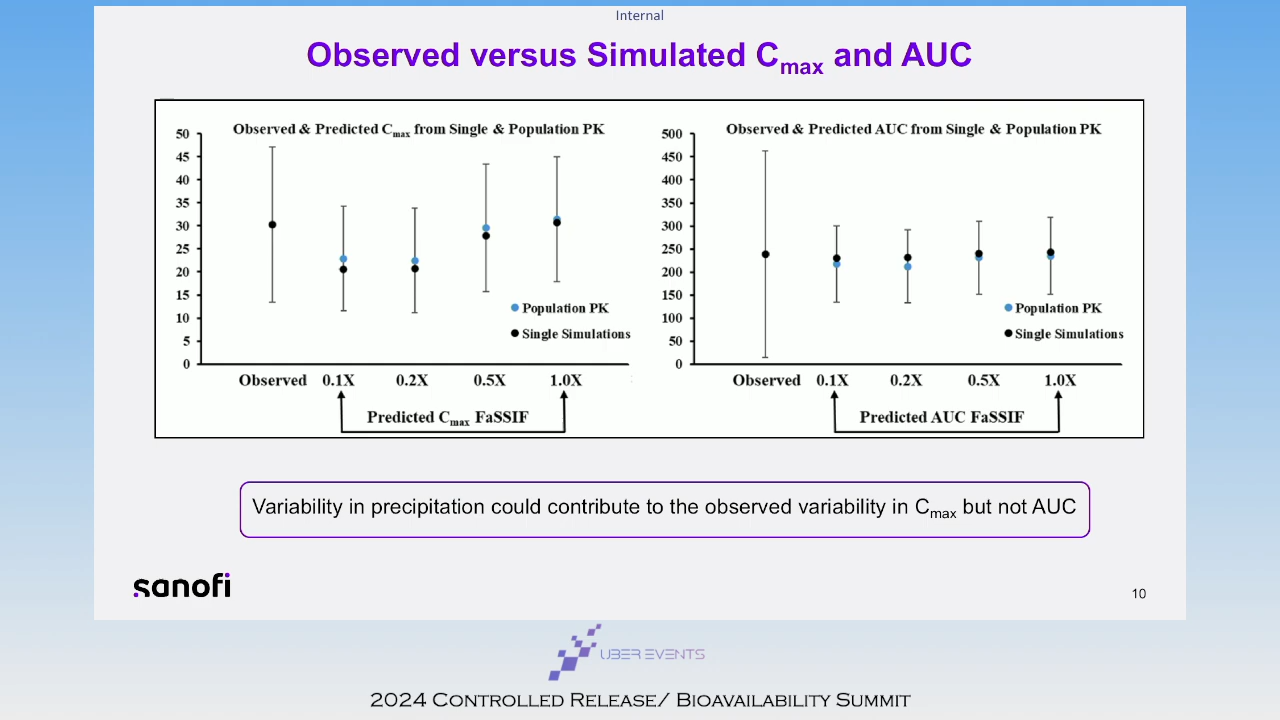 Internal
Observed versus Simulated Cmax and AUC
Observed & Predicted Cmax from Single & Population PK
50
45
40
35
30
25
20
15
10
5
0
Population PK
Single Simulations
Observed 0.1X 0.2X 0.5X 1.0X
Predicted Cmax FaSSIF
Observed & Predicted AUC from Single & Population PK
500
450
400
350
300
250
200
150
100
50
0
Population PK
Single Simulations
Observed 0.1X 0.2X 0.5X 1.0X
Predicted AUC FaSSIF
Variability in precipitation could contribute to the observed variability in Cmax but not AUC
sanofi
10
UBER EVENTS
2024 Controlled Release/ Bioavailability Summit